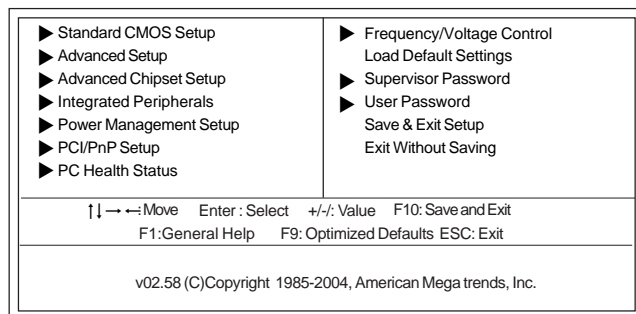 ▶ Standard CMOS Setup
▶ Advanced Setup
▶ Advanced Chipset Setup
▶ Integrated Peripherals
▶ Power Management Setup
▶ PCI/PnP Setup
▶ PC Health Status
▶ Frequency/Voltage Control
Load Default Settings
▶ Supervisor Password
▶ User Password
Save & Exit Setup
Exit Without Saving
↑↓→←: Move Enter : Select +/-/: Value F10: Save and Exit
F1:General Help F9: Optimized Defaults ESC: Exit
v02.58 (C)Copyright 1985-2004, American Mega trends, Inc.